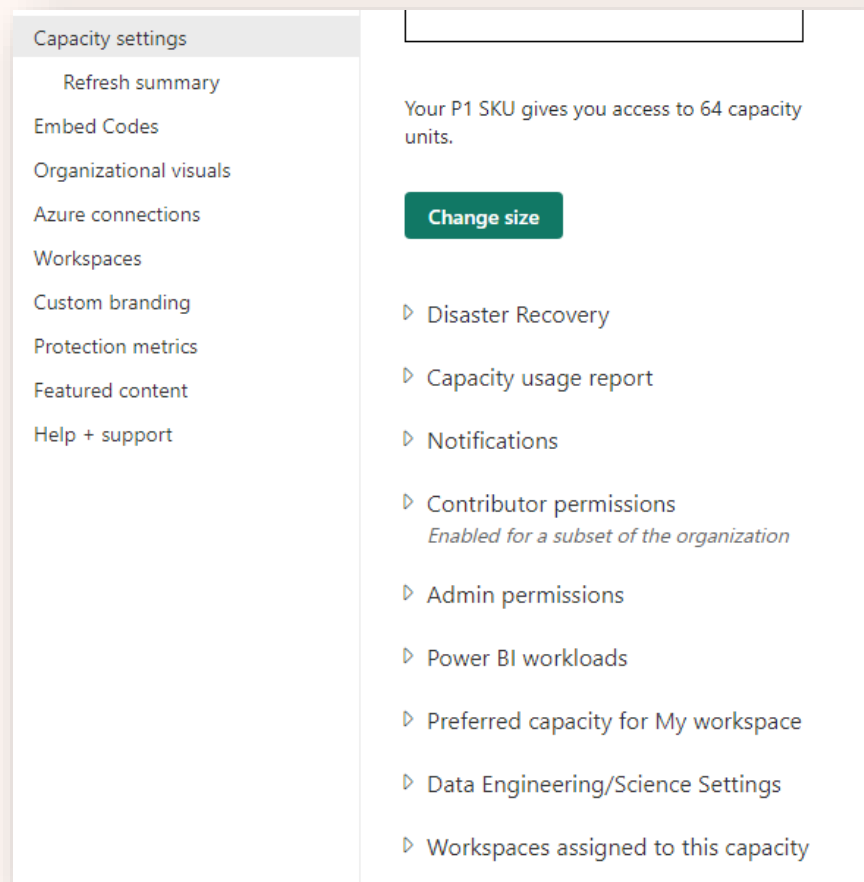 Capacity settings
Refresh summary
Embed Codes
Organizational visuals
Azure connections
Workspaces
Custom branding
Protection metrics
Featured content
Help + support
Your P1 SKU gives you access to 64 capacity
units.
Change size
Disaster Recovery
Capacity usage report
Notifications
Contributor permissions
Enabled for a subset of the organization
Admin permissions
Power BI workloads
Preferred capacity for My workspace
Data Engineering/Science Settings
Workspaces assigned to this capacity